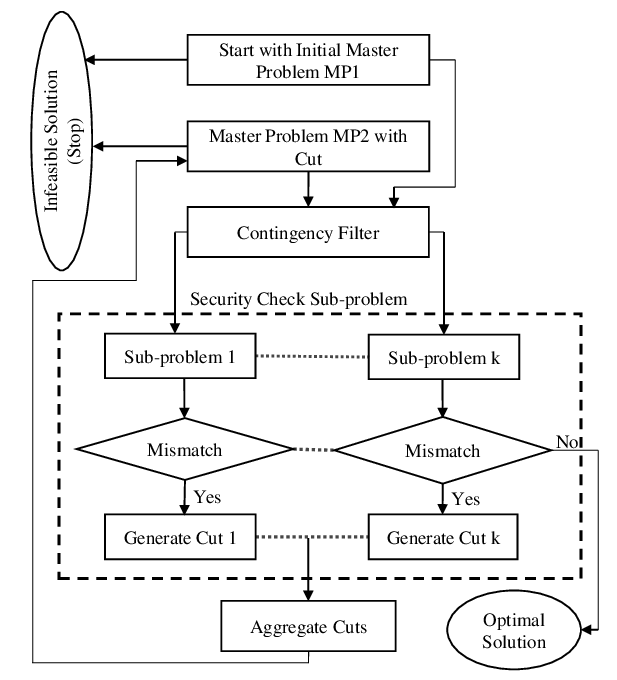 Start with Initial Master
Problem MP1
Infeasible Solution
(Stop)
Master Problem MP2 with
Cut
Contingency Filter
Security Check Sub-problem
Sub-problem 1
Sub-problem k
Mismatch
Mismatch
No
Yes
Yes
Generate Cut 1
Generate Cut k
Aggregate Cuts
Optimal
Solution